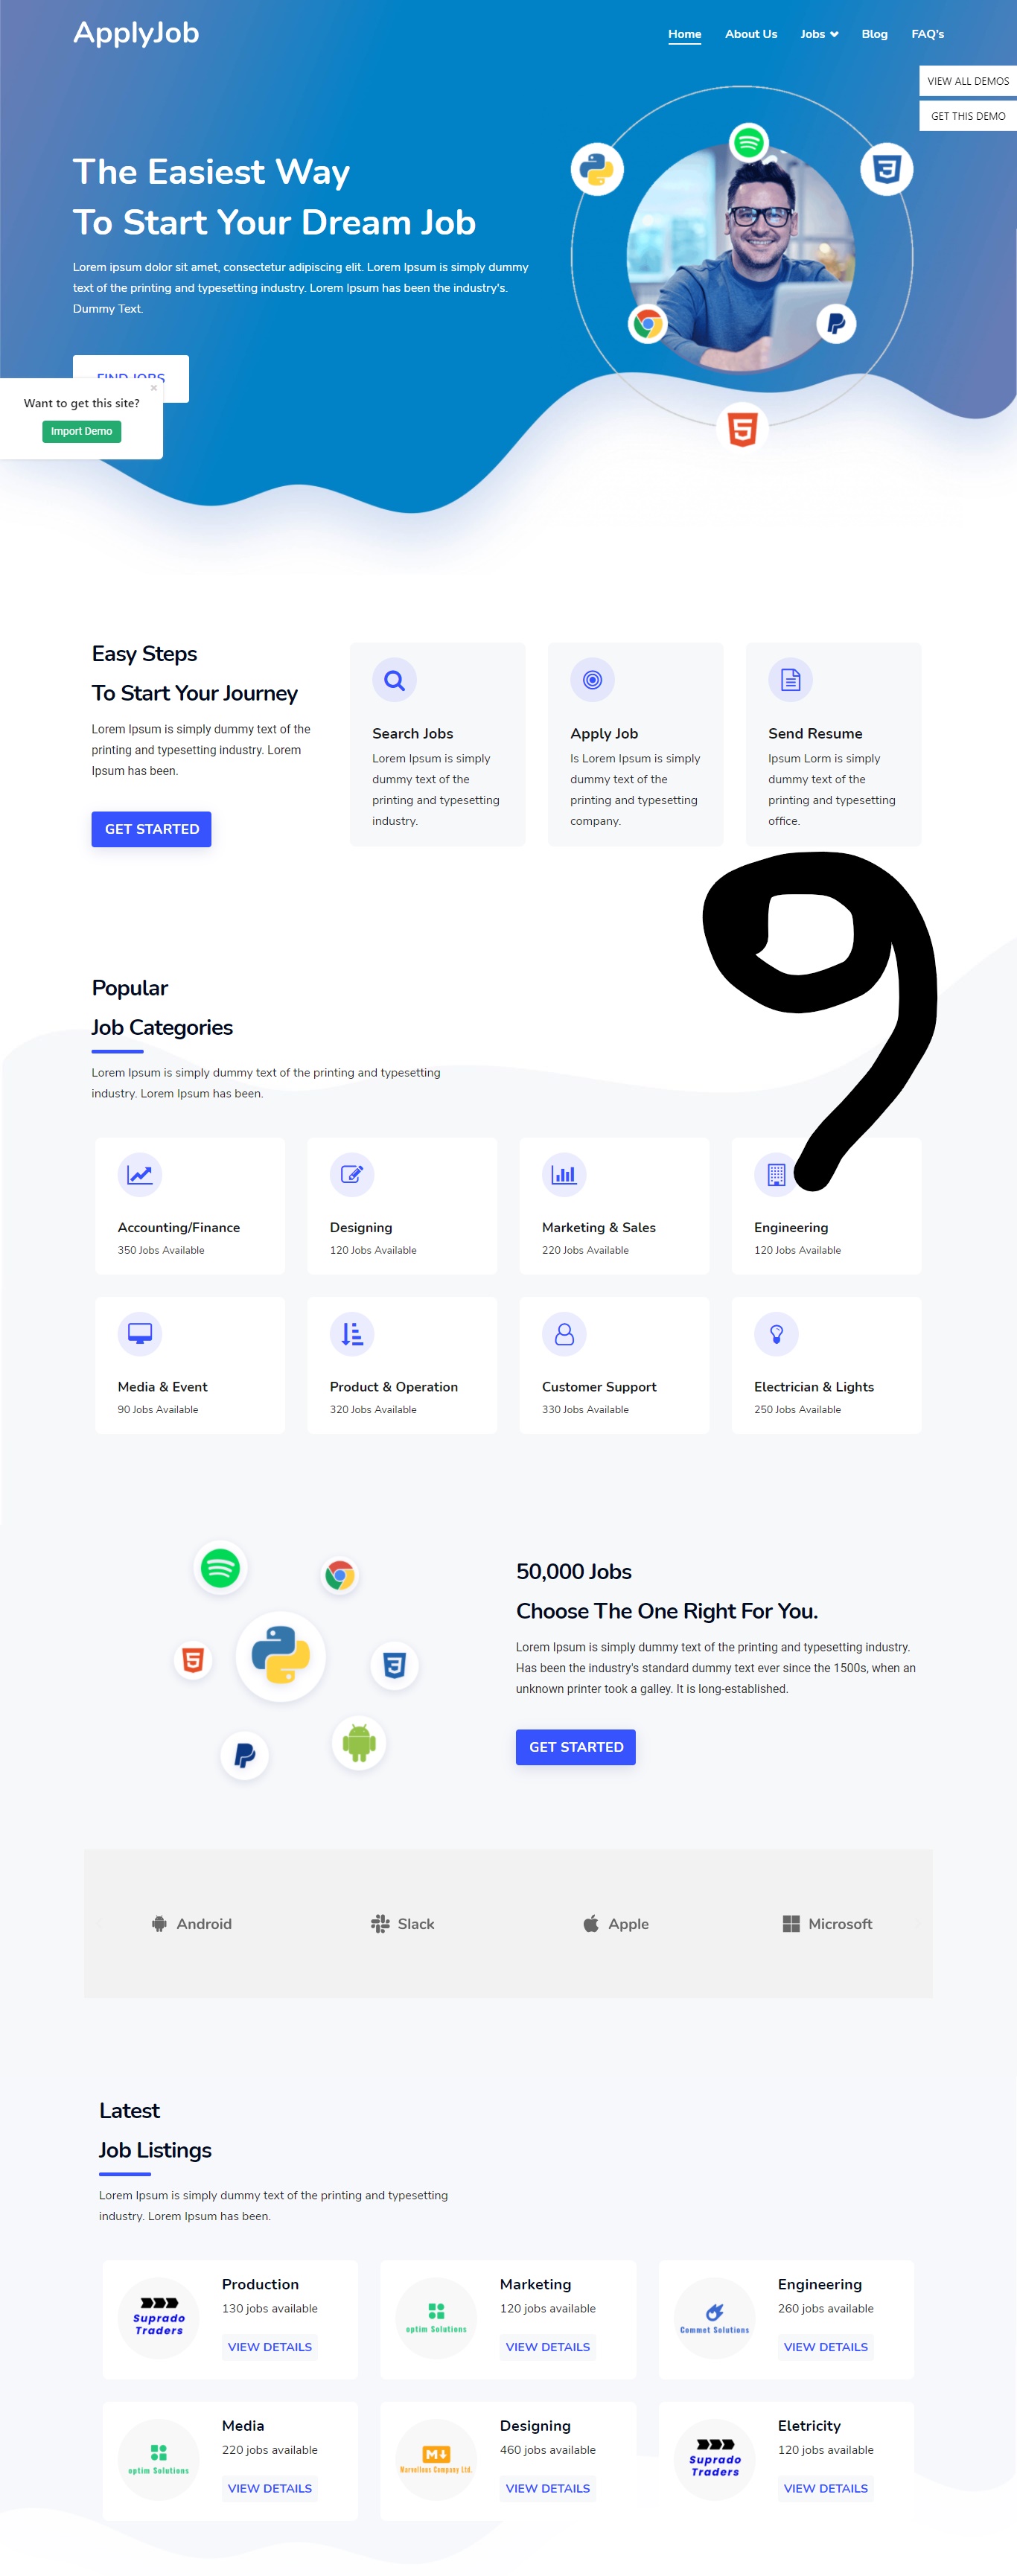 ApplyJob
Home About Us Jobs Blog FAQ's
VIEW ALL DEMOS
GET THIS DEMO
The Easiest Way
To Start Your Dream Job
Lorem ipsum dolor sit amet, consectetur adipiscing elit. Lorem Ipsum is simply dummy
text of the printing and typesetting industry. Lorem Ipsum has been the industry's.
Dummy Text.
FIND JOBS
Want to get this site?
Import Demo
Easy Steps
To Start Your Journey
Lorem Ipsum is simply dummy text of the
printing and typesetting industry. Lorem
Ipsum has been.
GET STARTED
Search Jobs
Lorem Ipsum is simply
dummy text of the
printing and typesetting
industry.
Apply Job
Is Lorem Ipsum is simply
dummy text of the
printing and typesetting
company.
Send Resume
Ipsum Lorm is simply
dummy text of the
printing and typesetting
office.
9
Popular
Job Categories
Lorem Ipsum is simply dummy text of the printing and typesetting
industry. Lorem Ipsum has been.
Accounting/Finance
350 Jobs Available
Designing
120 Jobs Available
Marketing & Sales
220 Jobs Available
Engineering
120 Jobs Available
Media & Event
90 Jobs Available
Product & Operation
320 Jobs Available
Customer Support
330 Jobs Available
Electrician & Lights
250 Jobs Available
50,000 Jobs
Choose The One Right For You.
Lorem Ipsum is simply dummy text of the printing and typesetting industry.
Has been the industry's standard dummy text ever since the 1500s, when an
unknown printer took a galley. It is long-established.
GET STARTED
Android Slack Apple Microsoft
Latest
Job Listings
Lorem Ipsum is simply dummy text of the printing and typesetting
industry. Lorem Ipsum has been.
Suprado
Traders
Production
130 jobs available
VIEW DETAILS
optim Solutions
Marketing
120 jobs available
VIEW DETAILS
Commet Solutions
Engineering
260 jobs available
VIEW DETAILS
optim Solutions
Media
220 jobs available
VIEW DETAILS
Marvellous Company Ltd.
Designing
460 jobs available
VIEW DETAILS
Suprado
Traders
Eletricity
120 jobs available
VIEW DETAILS